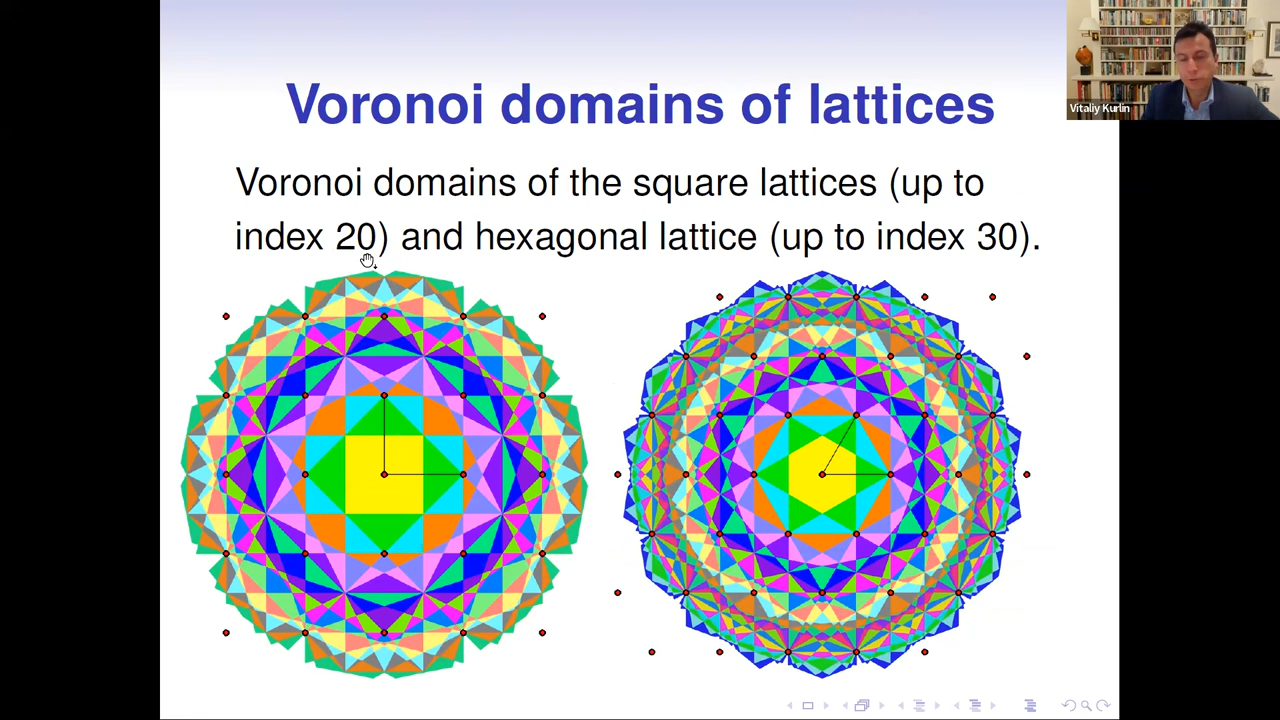 Voronoi domains of lattices
Vitaliy Kurlin
Voronoi domains of the square lattices (up to
index 20) and hexagonal lattice (up to index 30).